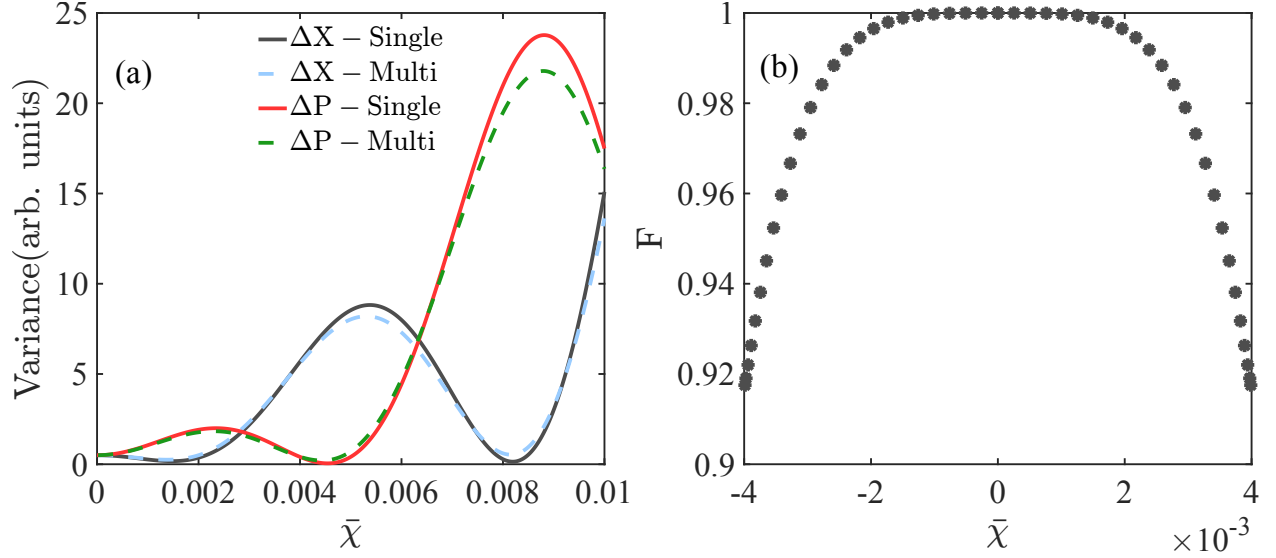 (a)
ΔX − Single
ΔX − Multi
ΔP − Single
ΔP − Multi
Variance(arb. units)
25
20
15
10
5
0
0 0.002 0.004 0.006 0.008 0.01
χ̄
(b)
F
1
0.98
0.96
0.94
0.92
0.9
-4 -2 0 2 4
χ̄
×10⁻³